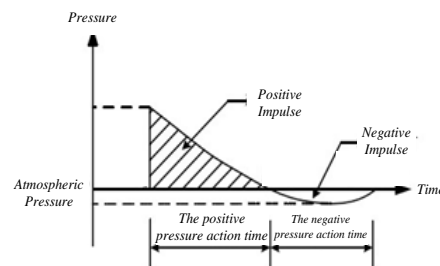 Pressure
Positive
Impulse
Negative
Impulse
Atmospheric
Pressure
Time
The positive
pressure action time
The negative
pressure action time